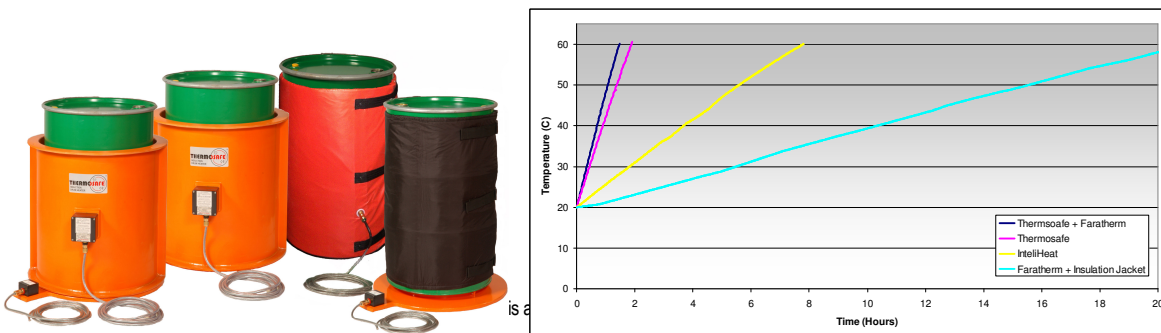 THERMOSAFE
THERMOSAFE
is a
Temperature (C)
60
50
40
30
20
10
0
0
2
4
6
8
10
12
14
16
18
20
Time (Hours)
Thermsoafe + Faratherm
Thermosafe
InteliHeat
Faratherm + Insulation Jacket